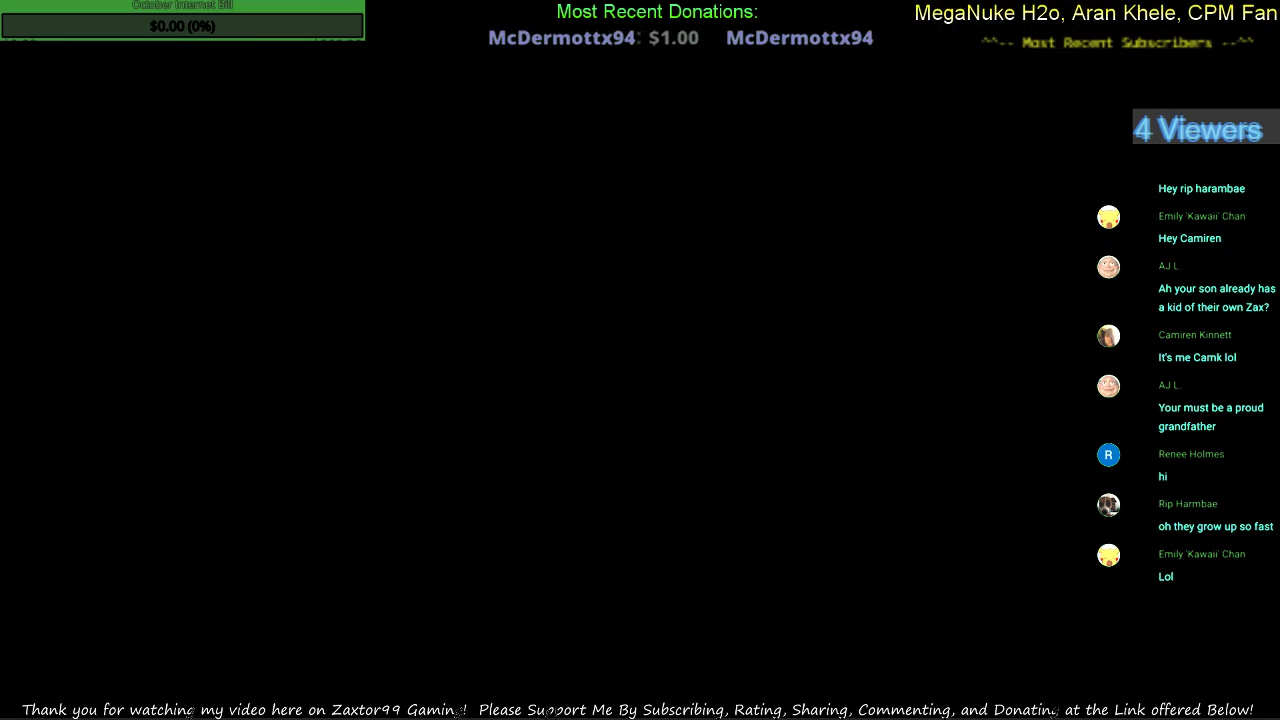 October Internet Bill
$0.00 (0%)
Most Recent Donations:
McDermottx94: $1.00 McDermottx94
MegaNuke H2o, Aran Khele, CPM Fan
^^-- Most Recent Subscribers --^^
4 Viewers
Hey rip harambae
Emily 'Kawaii' Chan
Hey Camiren
AJ L.
Ah your son already has
a kid of their own Zax?
Camiren Kinnett
It's me Camk lol
AJ L.
Your must be a proud
grandfather
R
Renee Holmes
hi
Rip Harmbae
oh they grow up so fast
Emily 'Kawaii' Chan
Lol
Thank you for watching my video here on Zaxtor99 Gaming! Please Support Me By Subscribing, Rating, Sharing, Commenting, and Donating at the Link offered Below!